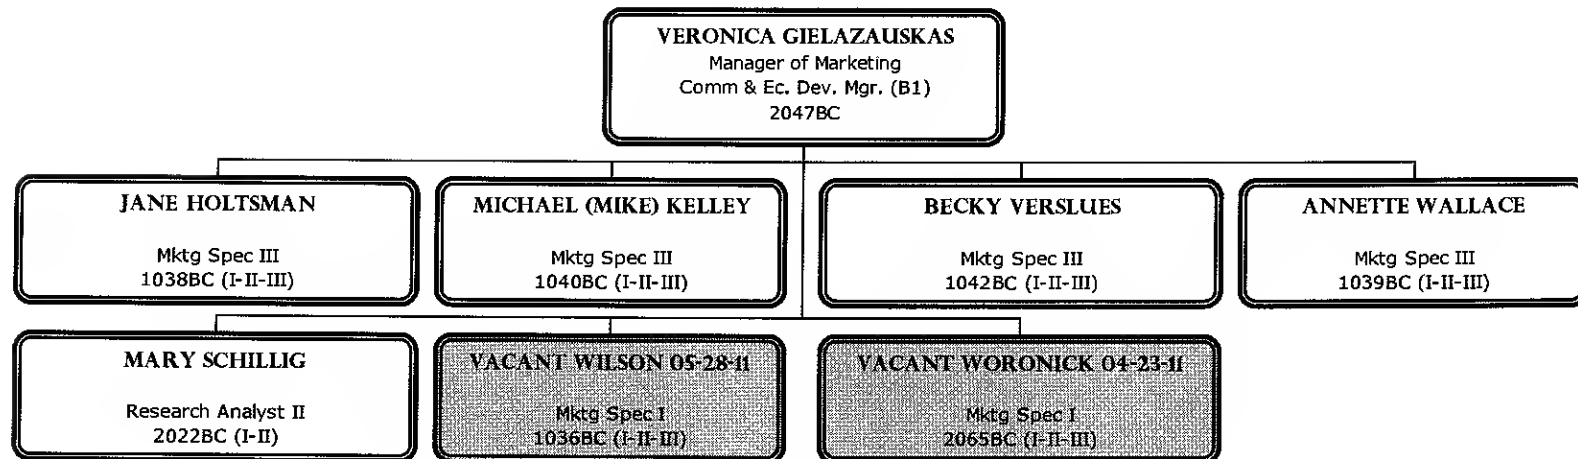 VERONICA GIELAZAUSKAS
Manager of Marketing
Comm & Ec. Dev. Mgr. (B1)
2047BC
JANE HOLTSMAN
Mktg Spec III
1038BC (I-II-III)
MICHAEL (MIKE) KELLEY
Mktg Spec III
1040BC (I-II-III)
BECKY VERSLUES
Mktg Spec III
1042BC (I-II-III)
ANNETTE WALLACE
Mktg Spec III
1039BC (I-II-III)
MARY SCHILLIG
Research Analyst II
2022BC (I-II)
VACANT WILSON 05-28-11
Mktg Spec I
1036BC (I-II-III)
VACANT WORONICK 04-23-11
Mktg Spec I
2065BC (I-II-III)